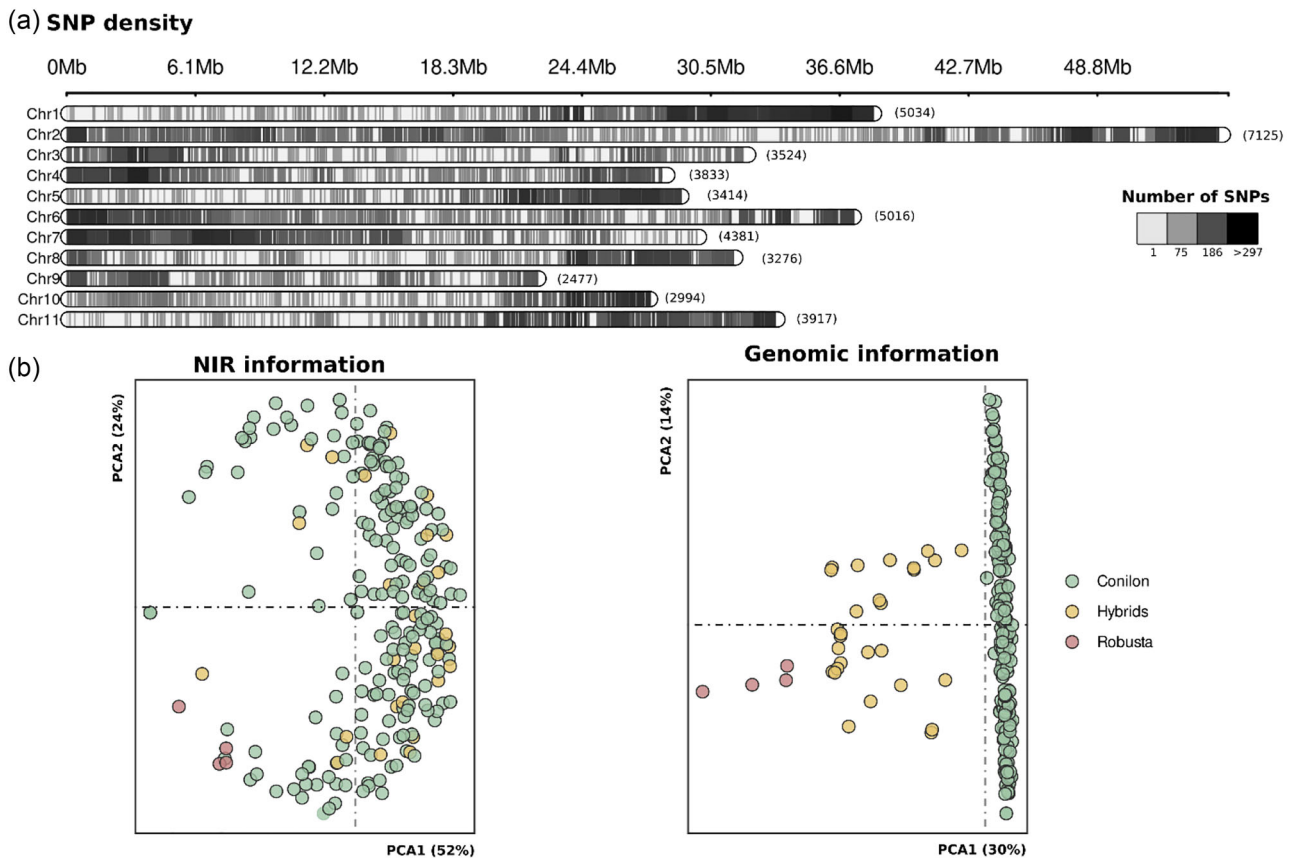 (a) SNP density
0Mb 6.1Mb 12.2Mb 18.3Mb 24.4Mb 30.5Mb 36.6Mb 42.7Mb 48.8Mb
Chr1 (5034)
Chr2 (7125)
Chr3 (3524)
Chr4 (3833)
Chr5 (3414)
Chr6 (5016)
Chr7 (4381)
Chr8 (3276)
Chr9 (2477)
Chr10 (2994)
Chr11 (3917)
Number of SNPs
1 75 186 >297
(b)
NIR information
PCA2 (24%)
PCA1 (52%)
Genomic information
PCA2 (14%)
PCA1 (30%)
Conilon
Hybrids
Robusta